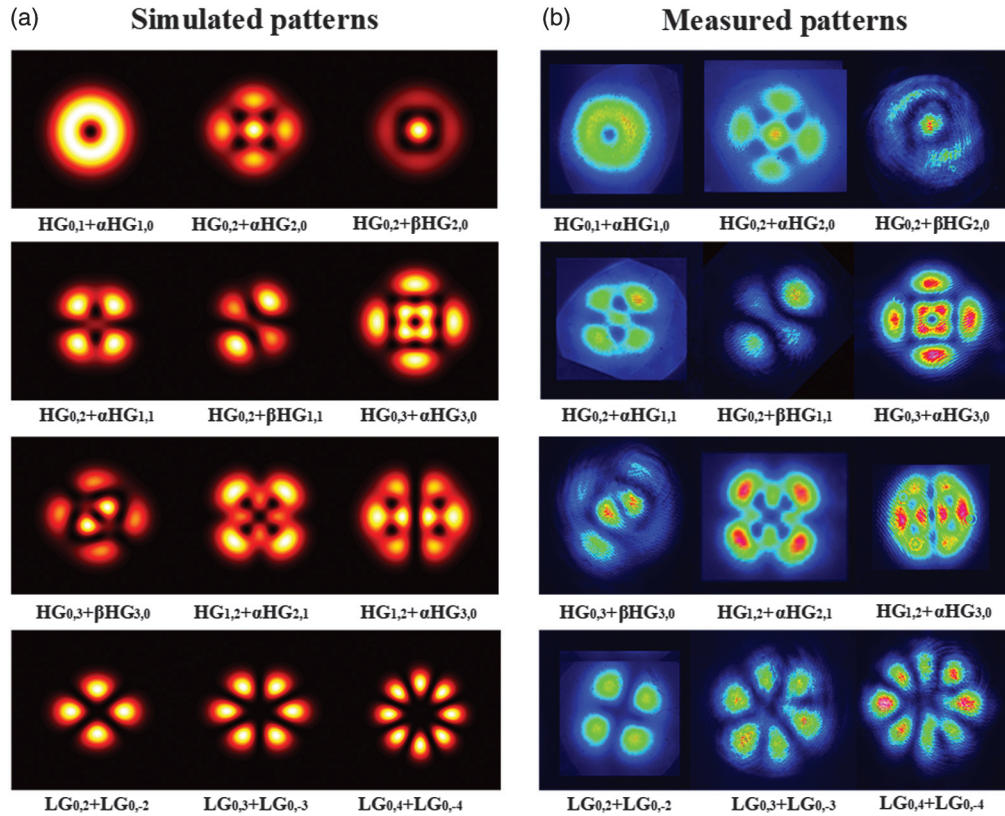 (a) Simulated patterns
HG0,1+αHG1,0 HG0,2+αHG2,0 HG0,2+βHG2,0
HG0,2+αHG1,1 HG0,2+βHG1,1 HG0,3+αHG3,0
HG0,3+βHG3,0 HG1,2+αHG2,1 HG1,2+αHG3,0
LG0,2+LG0,-2 LG0,3+LG0,-3 LG0,4+LG0,-4
(b) Measured patterns
HG0,1+αHG1,0 HG0,2+αHG2,0 HG0,2+βHG2,0
HG0,2+αHG1,1 HG0,2+βHG1,1 HG0,3+αHG3,0
HG0,3+βHG3,0 HG1,2+αHG2,1 HG1,2+αHG3,0
LG0,2+LG0,-2 LG0,3+LG0,-3 LG0,4+LG0,-4